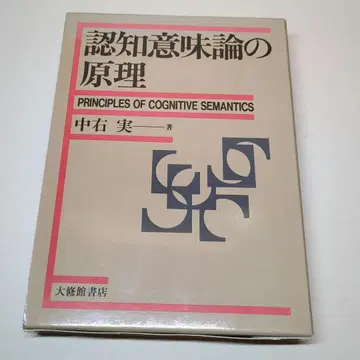 認知意味論の
原理
PRINCIPLES OF COGNITIVE SEMANTICS
中右 実――著
大修館書店